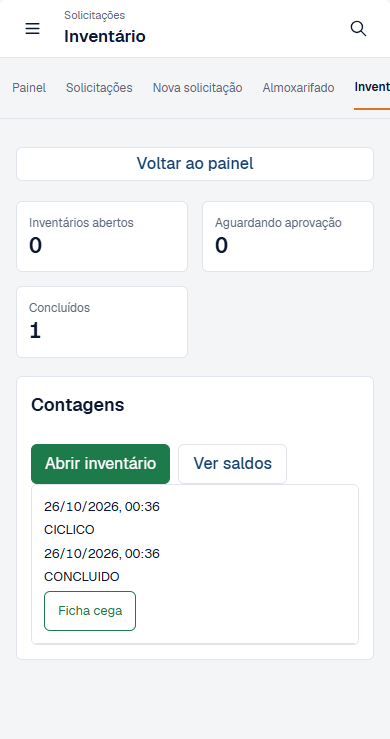 Solicitações
Inventário
Painel Solicitações Nova solicitação Almoxarifado Invent
Voltar ao painel
Inventários abertos
0
Aguardando aprovação
0
Concluídos
1
Contagens
Abrir inventário Ver saldos
26/10/2026, 00:36
CICLICO
26/10/2026, 00:36
CONCLUIDO
Ficha cega